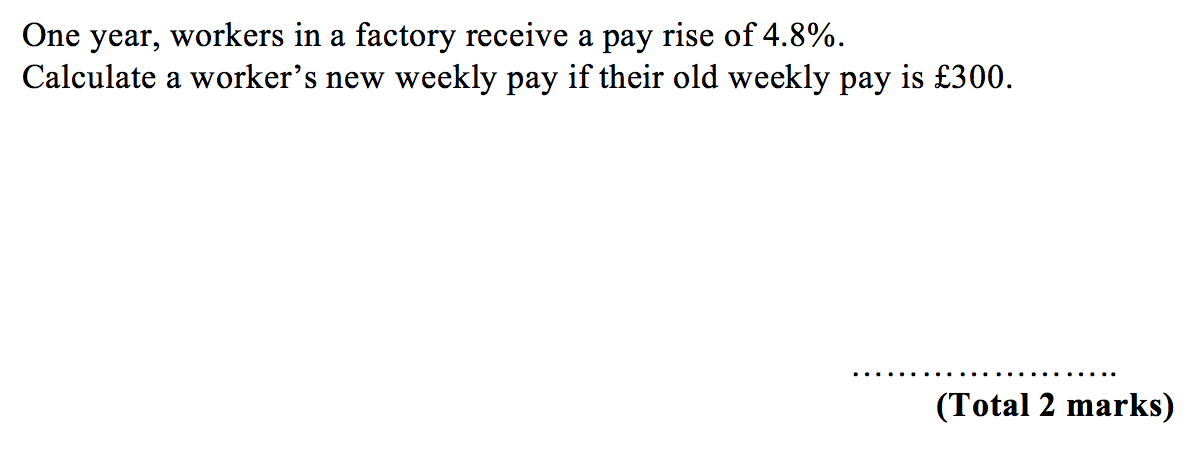 One year, workers in a factory receive a pay rise of 4.8%.
Calculate a worker’s new weekly pay if their old weekly pay is £300.
……………………..
(Total 2 marks)